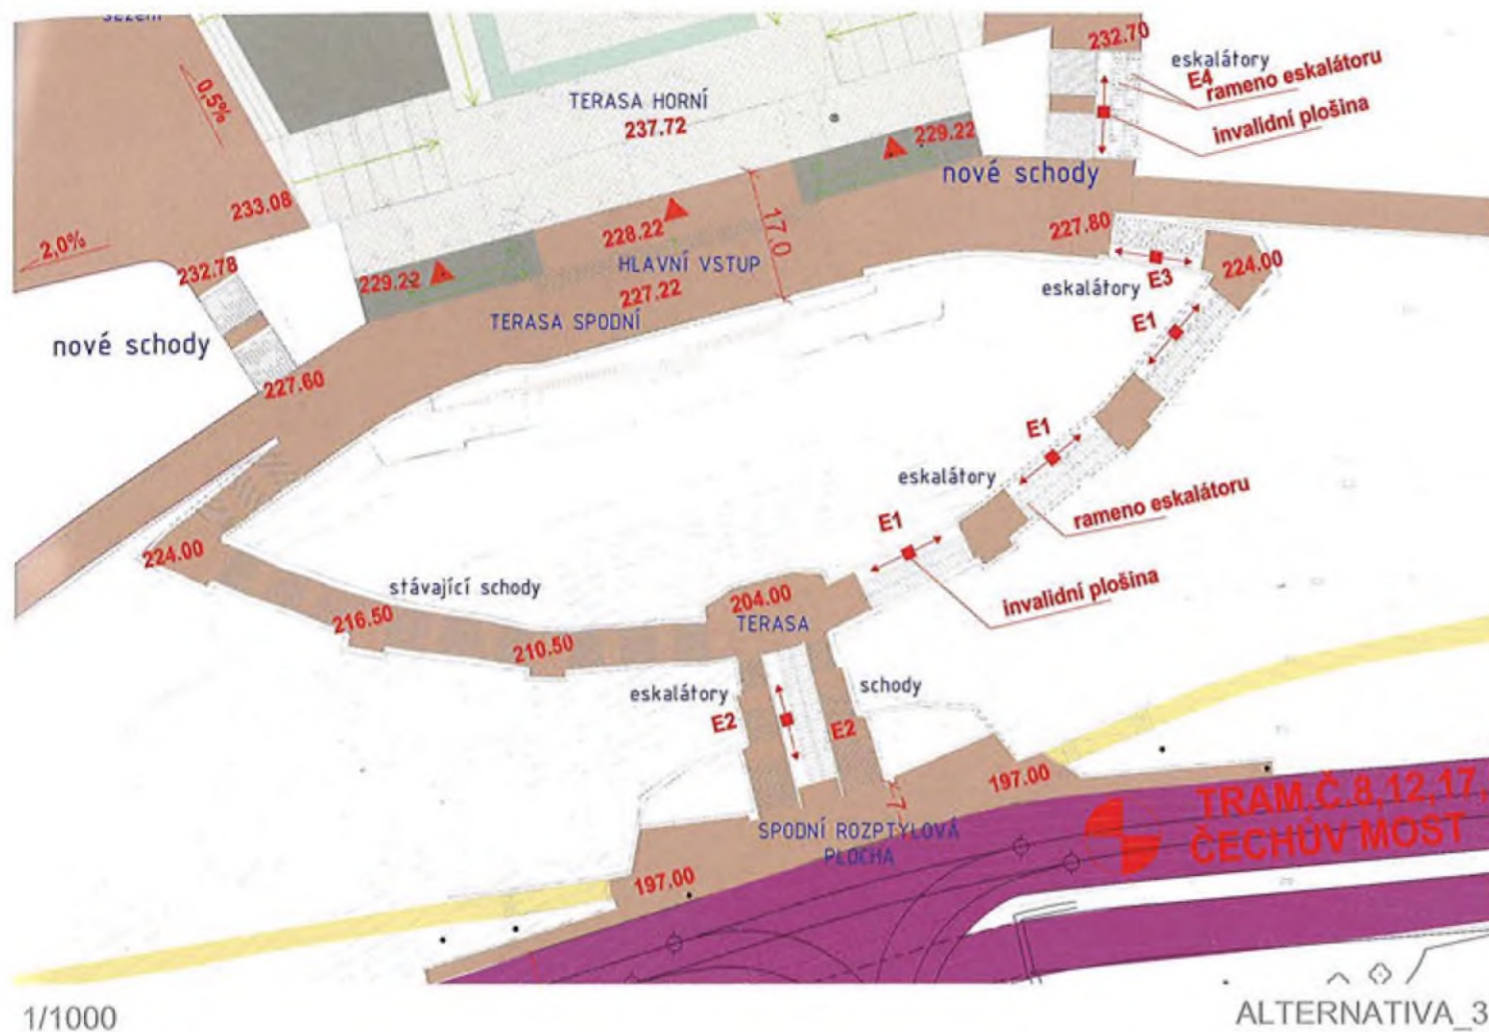 sezení
232.70
eskalátory
E4
rameno eskalátoru
invalidní plošina
TERASA HORNÍ
237.72
0,5%
229.22
nové schody
233.08
2,0%
17.0
228.22
227.80
232.78
HLAVNÍ VSTUP
229.22
227.22
224.00
E3
eskalátory
TERASA SPODNÍ
E1
nové schody
227.60
E1
eskalátory
rameno eskalátoru
E1
224.00
invalidní plošina
stávající schody
204.00
216.50
TERASA
210.50
eskalátory
schody
E2
E2
197.00
TRAM.Č.8,12,17,
ČECHŮV MOST
SPODNÍ ROZPTYLOVÁ
PLOCHA
197.00
1/1000
ALTERNATIVA_3